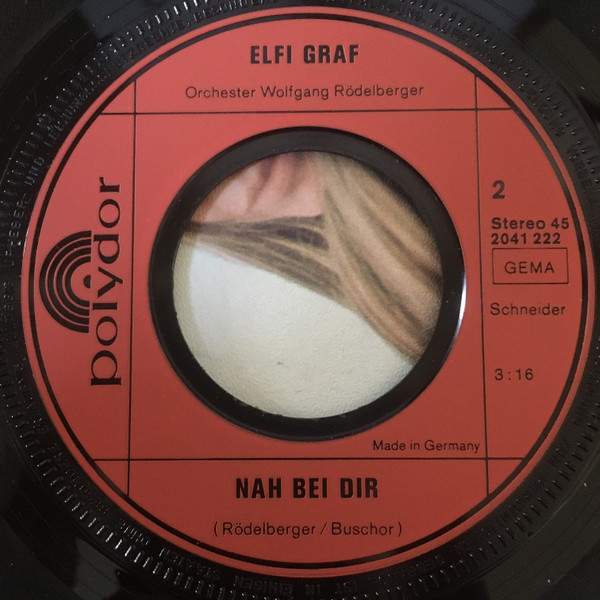 ELFI GRAF
Orchester Wolfgang Rödelberger
polydor
2
Stereo 45
2041 222
GEMA
Schneider
3:16
Made in Germany
NAH BEI DIR
(Rödelberger/Buschor)